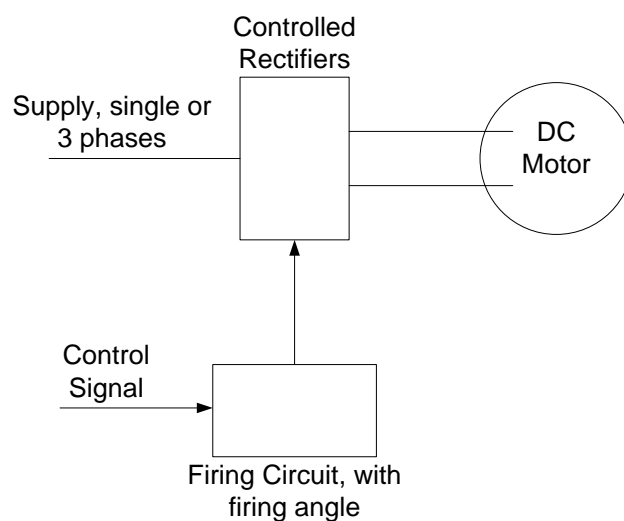 Controlled
Rectifiers
Supply, single or
3 phases
DC
Motor
Control
Signal
Firing Circuit, with
firing angle